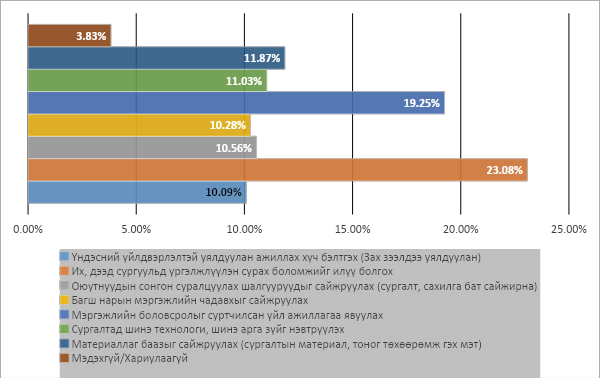 3.83%
11.87%
11.03%
19.25%
10.28%
10.56%
23.08%
10.09%
0.00% 5.00% 10.00% 15.00% 20.00% 25.00%
Үндэсний үйлдвэрлэлтэй уялдуулан ажиллах хүч бэлтгэх (Зах зээлдээ уялдуулан)
Их, дээд сургуульд үргэлжлүүлэн сурах боломжийг илүү болгох
Оюутнуудын сонгон суралцуулах шалгууруудыг сайжруулах (сургалт, сахилга бат сайжирна)
Багш нарын мэргэжлийн чадавхыг сайжруулах
Мэргэжлийн боловсролыг суртчилсан үйл ажиллагаа явуулах
Сургалтад шинэ технологи, шинэ арга зүйг нэвтрүүлэх
Материаллаг баазыг сайжруулах (сургалтын материал, тоног төхөөрөмж гэх мэт)
Мэдэхгүй/Хариулаагүй